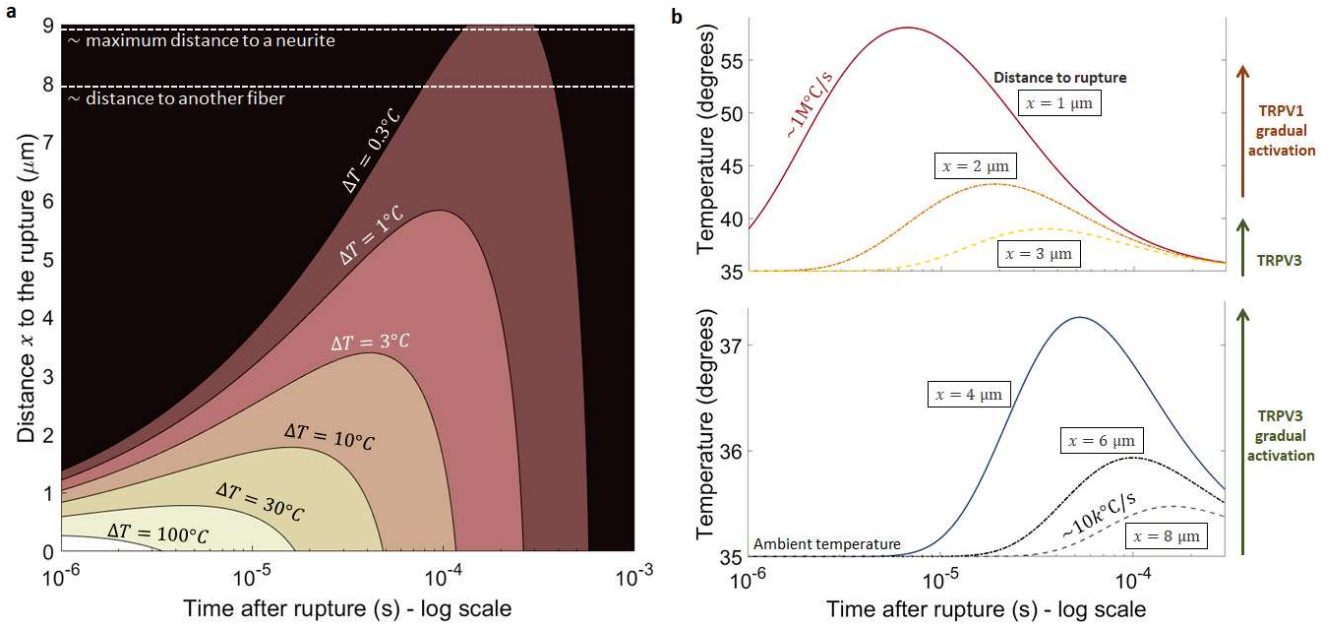 a
9
8
7
6
5
4
3
2
1
0
Distance x to the rupture (μm)
~ maximum distance to a neurite
~ distance to another fiber
ΔT = 0.3°C
ΔT = 1°C
ΔT = 3°C
ΔT = 10°C
ΔT = 30°C
ΔT = 100°C
10⁻⁶
10⁻⁵
10⁻⁴
10⁻³
Time after rupture (s) - log scale
b
55
50
45
40
35
Temperature (degrees)
~1M°C/s
Distance to rupture
x = 1 μm
x = 2 μm
x = 3 μm
TRPV1
gradual
activation
TRPV3
37
36
35
Temperature (degrees)
x = 4 μm
x = 6 μm
~10k°C/s
x = 8 μm
Ambient temperature
TRPV3
gradual
activation
10⁻⁶
10⁻⁵
10⁻⁴
Time after rupture (s) - log scale